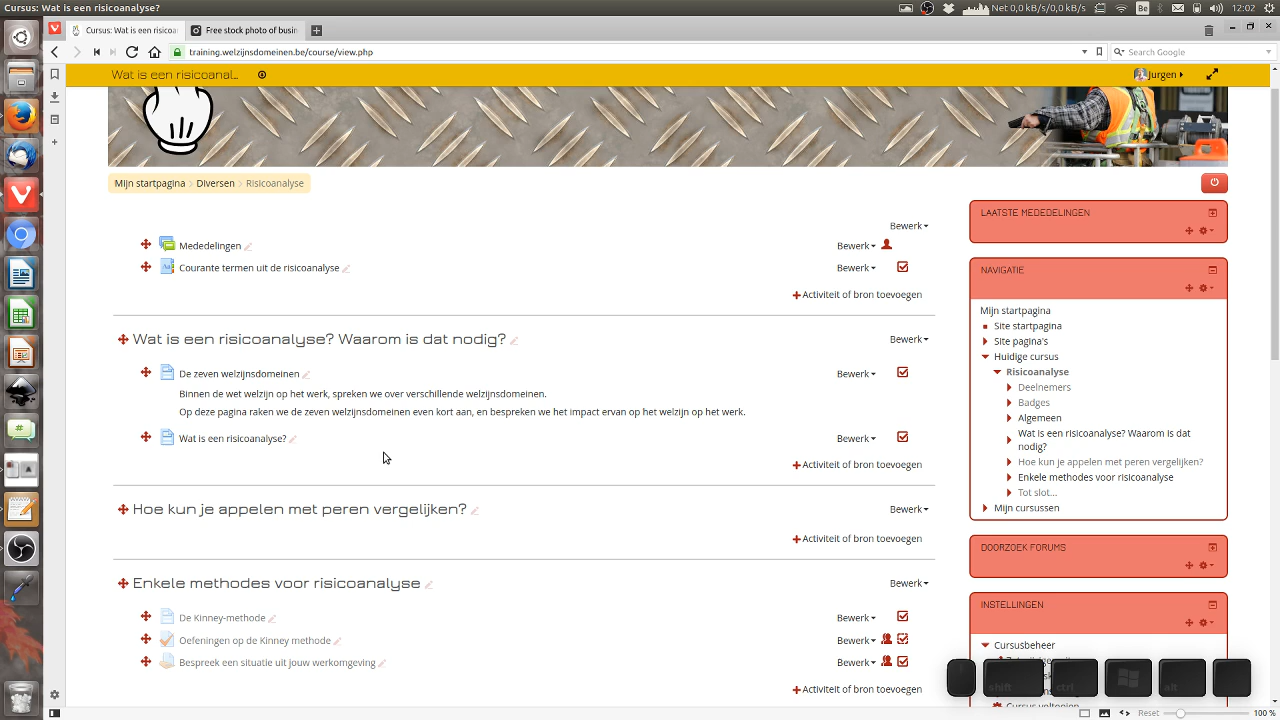 Cursus: Wat is een risicoanalyse?
Net 0,0 kB/s/0,0 kB/s
Be
12:02
Cursus: Wat is een risicoa
Free stock photo of busin
training.welzijnsdomeinen.be/course/view.php
Search Google
Wat is een risicoanal...
Jurgen
Mijn startpagina
Diversen
Risicoanalyse
Bewerk
Mededelingen
Bewerk
Courante termen uit de risicoanalyse
Bewerk
Activiteit of bron toevoegen
Wat is een risicoanalyse? Waarom is dat nodig?
Bewerk
De zeven welzijnsdomeinen
Bewerk
Binnen de wet welzijn op het werk, spreken we over verschillende welzijnsdomeinen.
Op deze pagina raken we de zeven welzijnsdomeinen even kort aan, en bespreken we het impact ervan op het welzijn op het werk.
Wat is een risicoanalyse?
Bewerk
Activiteit of bron toevoegen
Hoe kun je appelen met peren vergelijken?
Bewerk
Activiteit of bron toevoegen
Enkele methodes voor risicoanalyse
Bewerk
De Kinney-methode
Bewerk
Oefeningen op de Kinney methode
Bewerk
Bespreek een situatie uit jouw werkomgeving
Bewerk
Activiteit of bron toevoegen
LAATSTE MEDEDELINGEN
NAVIGATIE
Mijn startpagina
Site startpagina
Site pagina's
Huidige cursus
Risicoanalyse
Deelnemers
Badges
Algemeen
Wat is een risicoanalyse? Waarom is dat
nodig?
Hoe kun je appelen met peren vergelijken?
Enkele methodes voor risicoanalyse
Tot slot...
Mijn cursussen
DOORZOEK FORUMS
INSTELLINGEN
Cursusbeheer
shift
ctrl
alt
Cursus voltooien
Reset
100 %